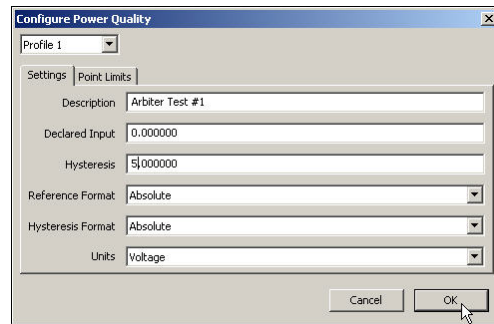 Configure Power Quality
Profile 1
Settings Point Limits
Description Arbiter Test #1
Declared Input 0.000000
Hysteresis 5.000000
Reference Format Absolute
Hysteresis Format Absolute
Units Voltage
Cancel OK